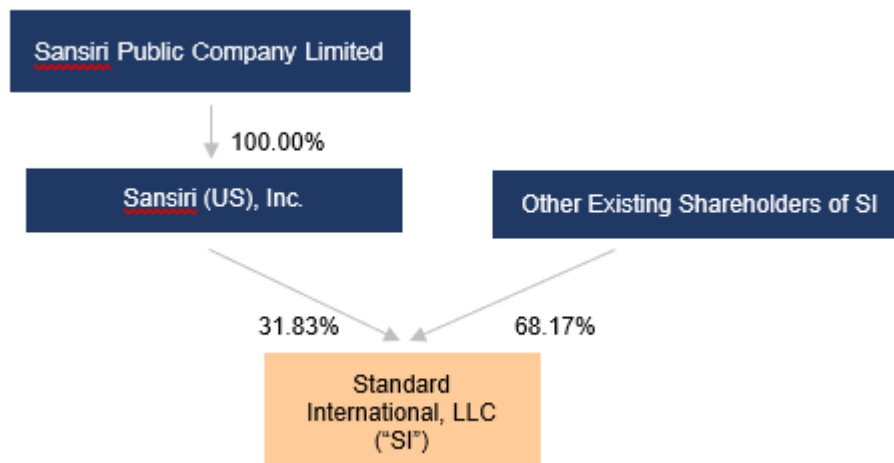 Sansiri Public Company Limited
100.00%
Sansiri (US), Inc.
Other Existing Shareholders of SI
31.83%
68.17%
Standard
International, LLC
(“SI”)